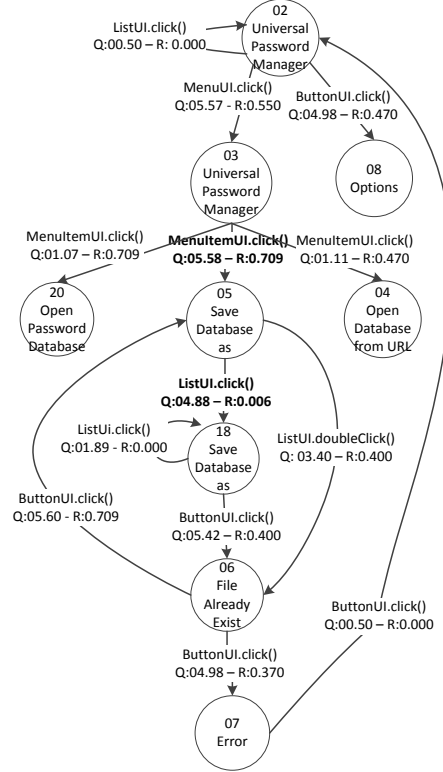 02
Universal
Password
Manager
ListUI.click()
Q:00.50 – R: 0.000
MenuUI.click()
Q:05.57 - R:0.550
ButtonUI.click()
Q:04.98 – R:0.470
03
Universal
Password
Manager
08
Options
MenuItemUI.click()
Q:01.07 – R:0.709
MenuItemUI.click()
Q:05.58 – R:0.709
MenuItemUI.click()
Q:01.11 – R:0.470
20
Open
Password
Database
05
Save
Database
as
04
Open
Database
from URL
ListUI.click()
Q:04.88 – R:0.006
ListUi.click()
Q:01.89 - R:0.000
18
Save
Database
as
ListUI.doubleClick()
Q: 03.40 – R:0.400
ButtonUI.click()
Q:05.60 - R:0.709
ButtonUI.click()
Q:05.42 – R:0.400
06
File
Already
Exist
ButtonUI.click()
Q:00.50 – R:0.000
ButtonUI.click()
Q:04.98 – R:0.370
07
Error